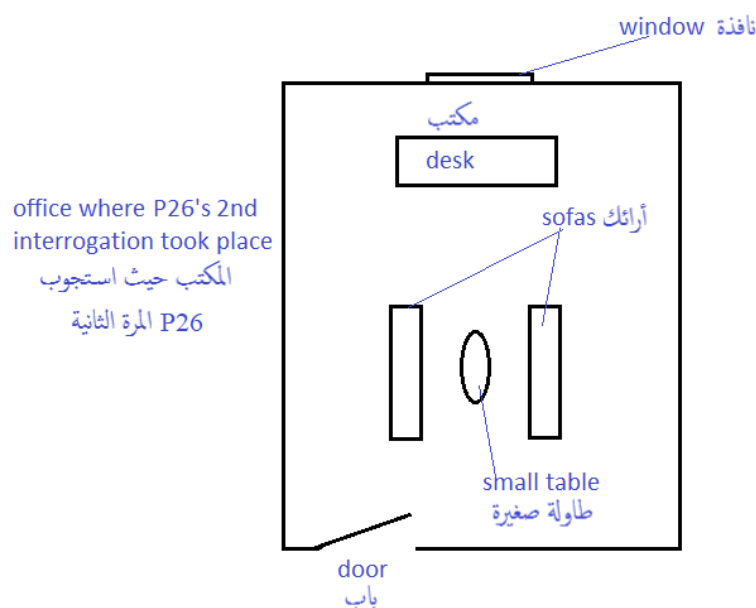 window نافذة
مكتب
desk
office where P26's 2nd
interrogation took place
المكتب حيث استجوب
P26 المرة الثانية
sofas أرائك
small table
طاولة صغيرة
door
باب